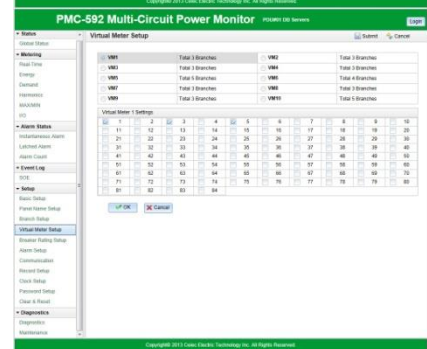 Copyright© 2013 Ceiec Electric Technology Inc. All Rights Reserved.
PMC-592 Multi-Circuit Power Monitor PDU#01 DB Servers
Login
Status
Global Status
Metering
Real-Time
Energy
Demand
Harmonics
MAX/MIN
I/O
Alarm Status
Instantaneous Alarm
Latched Alarm
Alarm Count
Event Log
SOE
Setup
Basic Setup
Panel Name Setup
Branch Setup
Virtual Meter Setup
Breaker Rating Setup
Alarm Setup
Communication
Record Setup
Clock Setup
Password Setup
Clear & Reset
Diagnostics
Diagnostics
Maintenance
Virtual Meter Setup
Submit Cancel
VM1 Total 3 Branches VM2 Total 3 Branches
VM3 Total 3 Branches VM4 Total 3 Branches
VM5 Total 5 Branches VM6 Total 4 Branches
VM7 Total 3 Branches VM8 Total 3 Branches
VM9 Total 3 Branches VM10 Total 5 Branches
Virtual Meter 1 Settings
1 2 3 4 5 6 7 8 9 10
11 12 13 14 15 16 17 18 19 20
21 22 23 24 25 26 27 28 29 30
31 32 33 34 35 36 37 38 39 40
41 42 43 44 45 46 47 48 49 50
51 52 53 54 55 56 57 58 59 60
61 62 63 64 65 66 67 68 69 70
71 72 73 74 75 76 77 78 79 80
81 82 83 84
OK Cancel
Copyright© 2013 Ceiec Electric Technology Inc. All Rights Reserved.